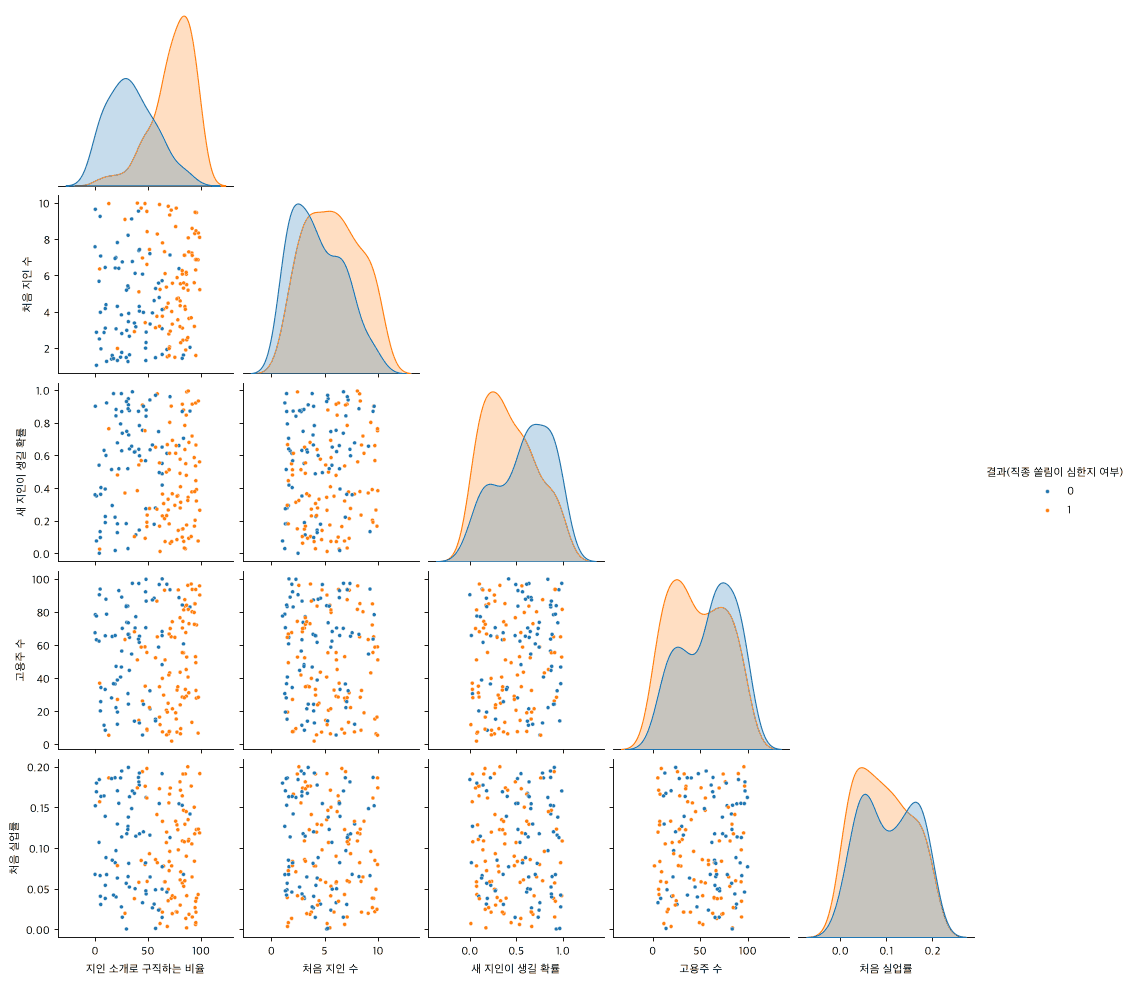 10
8
6
4
2
처음 지인 수
1.0
0.8
0.6
0.4
0.2
0.0
새 지인이 생길 확률
결과(직종 쏠림이 심한지 여부)
0
1
100
80
60
40
20
0
고용주 수
0.20
0.15
0.10
0.05
0.00
처음 실업률
0 50 100
0 5 10
0.0 0.5 1.0
0 50 100
0.0 0.1 0.2
지인 소개로 구직하는 비율
처음 지인 수
새 지인이 생길 확률
고용주 수
처음 실업률